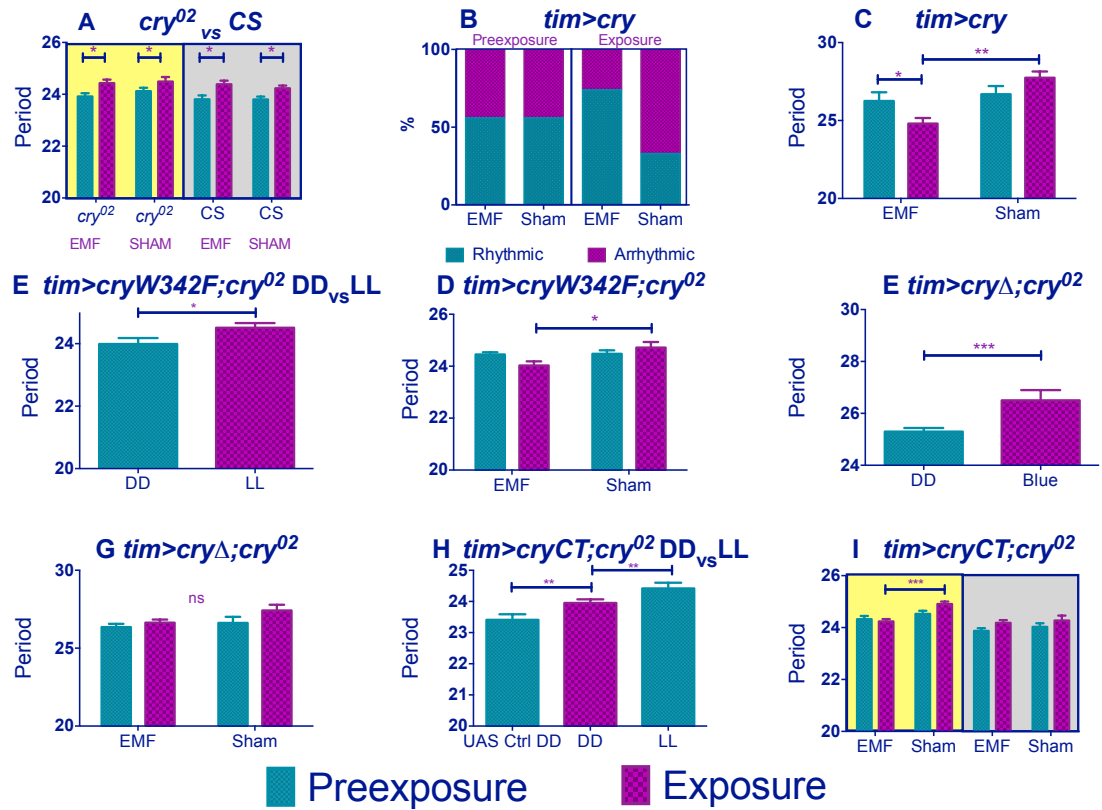 A cry02 vs CS
Period
26
24
22
20
*
*
*
*
cry02 cry02 CS CS
EMF SHAM EMF SHAM
B tim>cry
Preexposure Exposure
%
100
50
0
EMF Sham EMF Sham
Rhythmic Arrhythmic
C tim>cry
Period
30
25
20
*
**
EMF Sham
E tim>cryW342F;cry02 DDvsLL
Period
24
22
20
*
DD LL
D tim>cryW342F;cry02
Period
26
24
22
20
*
EMF Sham
E tim>cryΔ;cry02
Period
30
28
26
24
***
DD Blue
G tim>cryΔ;cry02
Period
30
25
20
ns
EMF Sham
H tim>cryCT;cry02 DDvsLL
Period
25
24
23
22
21
20
**
**
UAS Ctrl DD DD LL
I tim>cryCT;cry02
Period
26
24
22
20
***
EMF Sham EMF Sham
Preexposure Exposure